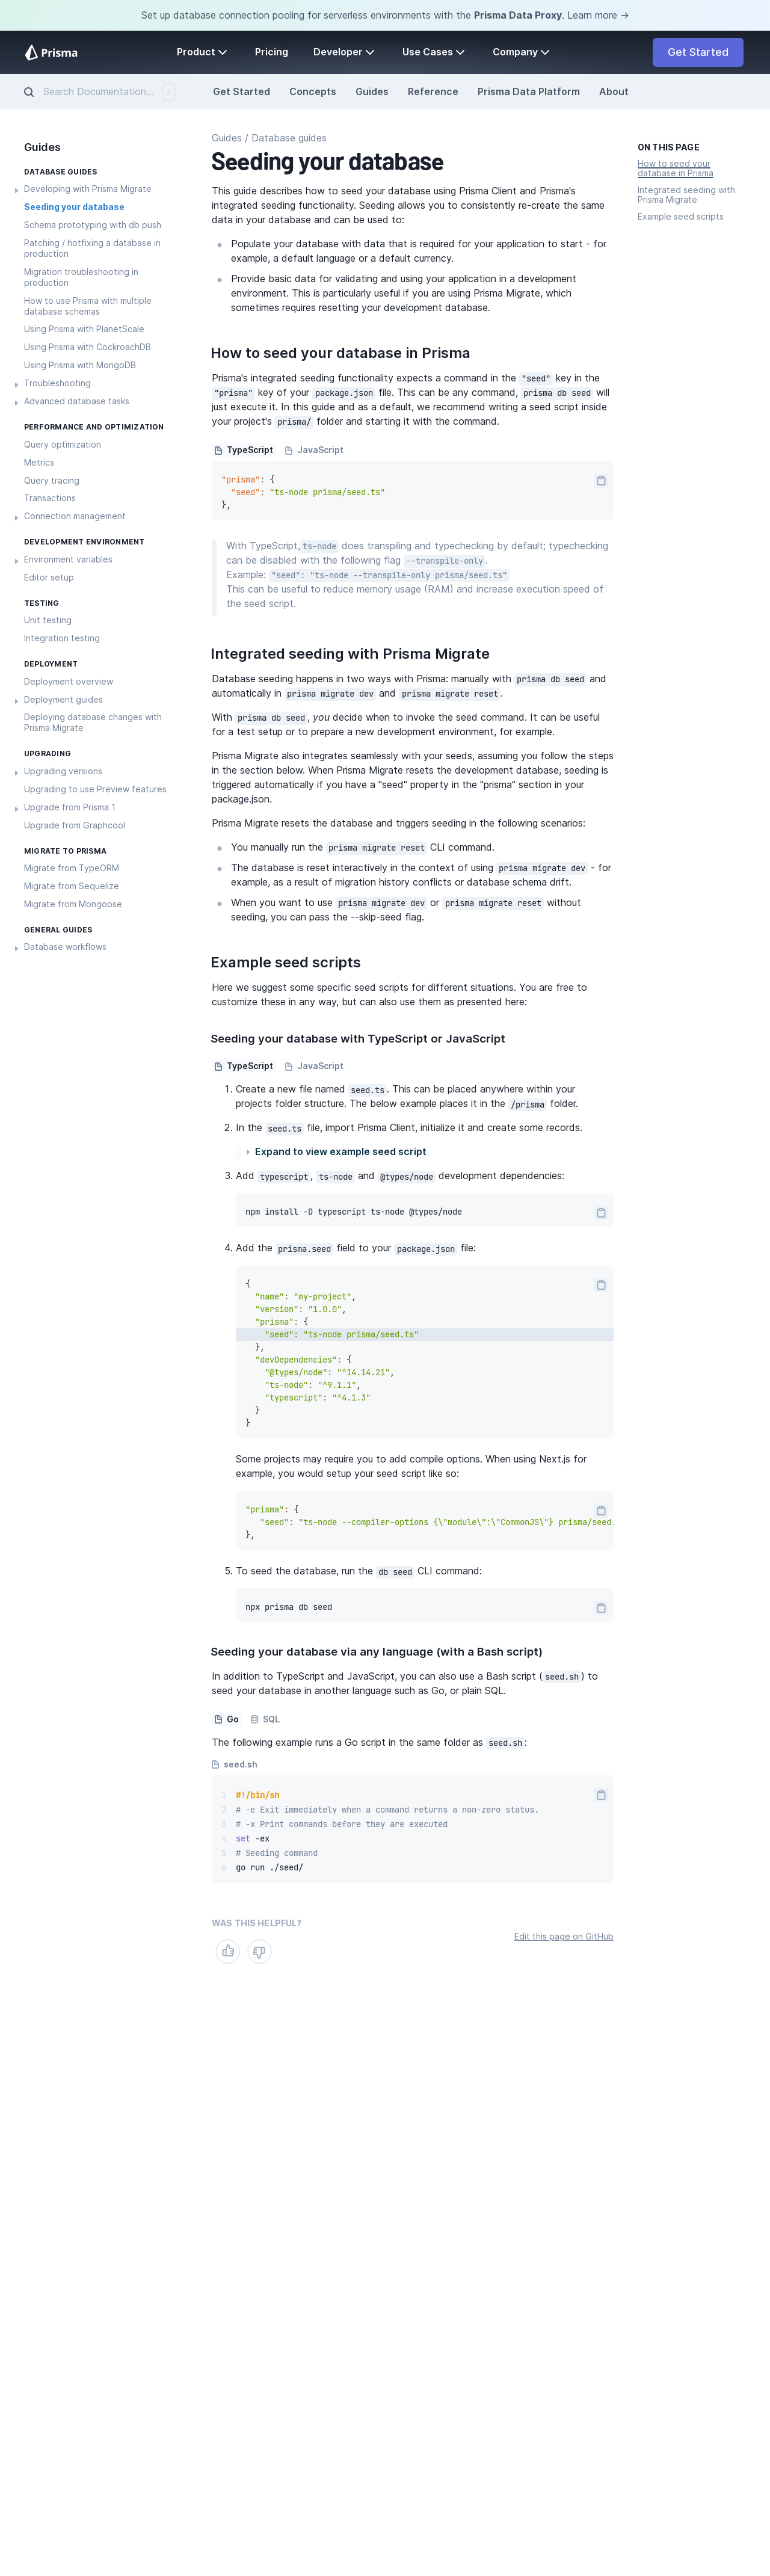 Set up database connection pooling for serverless environments with the Prisma Data Proxy. Learn more →
Prisma
Product
Pricing
Developer
Use Cases
Company
Get Started
Search Documentation... /
Get Started
Concepts
Guides
Reference
Prisma Data Platform
About
Guides
DATABASE GUIDES
Developing with Prisma Migrate
Seeding your database
Schema prototyping with db push
Patching / hotfixing a database in
production
Migration troubleshooting in
production
How to use Prisma with multiple
database schemas
Using Prisma with PlanetScale
Using Prisma with CockroachDB
Using Prisma with MongoDB
Troubleshooting
Advanced database tasks
PERFORMANCE AND OPTIMIZATION
Query optimization
Metrics
Query tracing
Transactions
Connection management
DEVELOPMENT ENVIRONMENT
Environment variables
Editor setup
TESTING
Unit testing
Integration testing
DEPLOYMENT
Deployment overview
Deployment guides
Deploying database changes with
Prisma Migrate
UPGRADING
Upgrading versions
Upgrading to use Preview features
Upgrade from Prisma 1
Upgrade from Graphcool
MIGRATE TO PRISMA
Migrate from TypeORM
Migrate from Sequelize
Migrate from Mongoose
GENERAL GUIDES
Database workflows
Guides / Database guides
Seeding your database
This guide describes how to seed your database using Prisma Client and Prisma's
integrated seeding functionality. Seeding allows you to consistently re-create the same
data in your database and can be used to:
Populate your database with data that is required for your application to start - for
example, a default language or a default currency.
Provide basic data for validating and using your application in a development
environment. This is particularly useful if you are using Prisma Migrate, which
sometimes requires resetting your development database.
How to seed your database in Prisma
Prisma's integrated seeding functionality expects a command in the "seed" key in the
"prisma" key of your package.json file. This can be any command, prisma db seed will
just execute it. In this guide and as a default, we recommend writing a seed script inside
your project's prisma/ folder and starting it with the command.
TypeScript
JavaScript
"prisma": {
"seed": "ts-node prisma/seed.ts"
},
With TypeScript, ts-node does transpiling and typechecking by default; typechecking
can be disabled with the following flag --transpile-only.
Example: "seed": "ts-node --transpile-only prisma/seed.ts"
This can be useful to reduce memory usage (RAM) and increase execution speed of
the seed script.
Integrated seeding with Prisma Migrate
Database seeding happens in two ways with Prisma: manually with prisma db seed and
automatically in prisma migrate dev and prisma migrate reset.
With prisma db seed, you decide when to invoke the seed command. It can be useful
for a test setup or to prepare a new development environment, for example.
Prisma Migrate also integrates seamlessly with your seeds, assuming you follow the steps
in the section below. When Prisma Migrate resets the development database, seeding is
triggered automatically if you have a "seed" property in the "prisma" section in your
package.json.
Prisma Migrate resets the database and triggers seeding in the following scenarios:
You manually run the prisma migrate reset CLI command.
The database is reset interactively in the context of using prisma migrate dev - for
example, as a result of migration history conflicts or database schema drift.
When you want to use prisma migrate dev or prisma migrate reset without
seeding, you can pass the --skip-seed flag.
Example seed scripts
Here we suggest some specific seed scripts for different situations. You are free to
customize these in any way, but can also use them as presented here:
Seeding your database with TypeScript or JavaScript
TypeScript
JavaScript
1. Create a new file named seed.ts. This can be placed anywhere within your
projects folder structure. The below example places it in the /prisma folder.
2. In the seed.ts file, import Prisma Client, initialize it and create some records.
Expand to view example seed script
3. Add typescript, ts-node and @types/node development dependencies:
npm install -D typescript ts-node @types/node
4. Add the prisma.seed field to your package.json file:
{
"name": "my-project",
"version": "1.0.0",
"prisma": {
"seed": "ts-node prisma/seed.ts"
},
"devDependencies": {
"@types/node": "^14.14.21",
"ts-node": "^9.1.1",
"typescript": "^4.1.3"
}
}
Some projects may require you to add compile options. When using Next.js for
example, you would setup your seed script like so:
"prisma": {
"seed": "ts-node --compiler-options {\"module\":\"CommonJS\"} prisma/seed.
},
5. To seed the database, run the db seed CLI command:
npx prisma db seed
Seeding your database via any language (with a Bash script)
In addition to TypeScript and JavaScript, you can also use a Bash script (seed.sh) to
seed your database in another language such as Go, or plain SQL.
Go
SQL
The following example runs a Go script in the same folder as seed.sh:
seed.sh
1 #!/bin/sh
2 # -e Exit immediately when a command returns a non-zero status.
3 # -x Print commands before they are executed
4 set -ex
5 # Seeding command
6 go run ./seed/
WAS THIS HELPFUL?
Edit this page on GitHub
ON THIS PAGE
How to seed your
database in Prisma
Integrated seeding with
Prisma Migrate
Example seed scripts